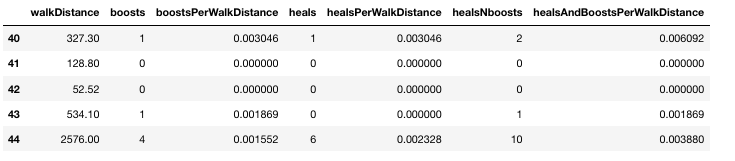 walkDistance boosts boostsPerWalkDistance heals healsPerWalkDistance healsNboosts healsAndBoostsPerWalkDistance
40 327.30 1 0.003046 1 0.003046 2 0.006092
41 128.80 0 0.000000 0 0.000000 0 0.000000
42 52.52 0 0.000000 0 0.000000 0 0.000000
43 534.10 1 0.001869 0 0.000000 1 0.001869
44 2576.00 4 0.001552 6 0.002328 10 0.003880